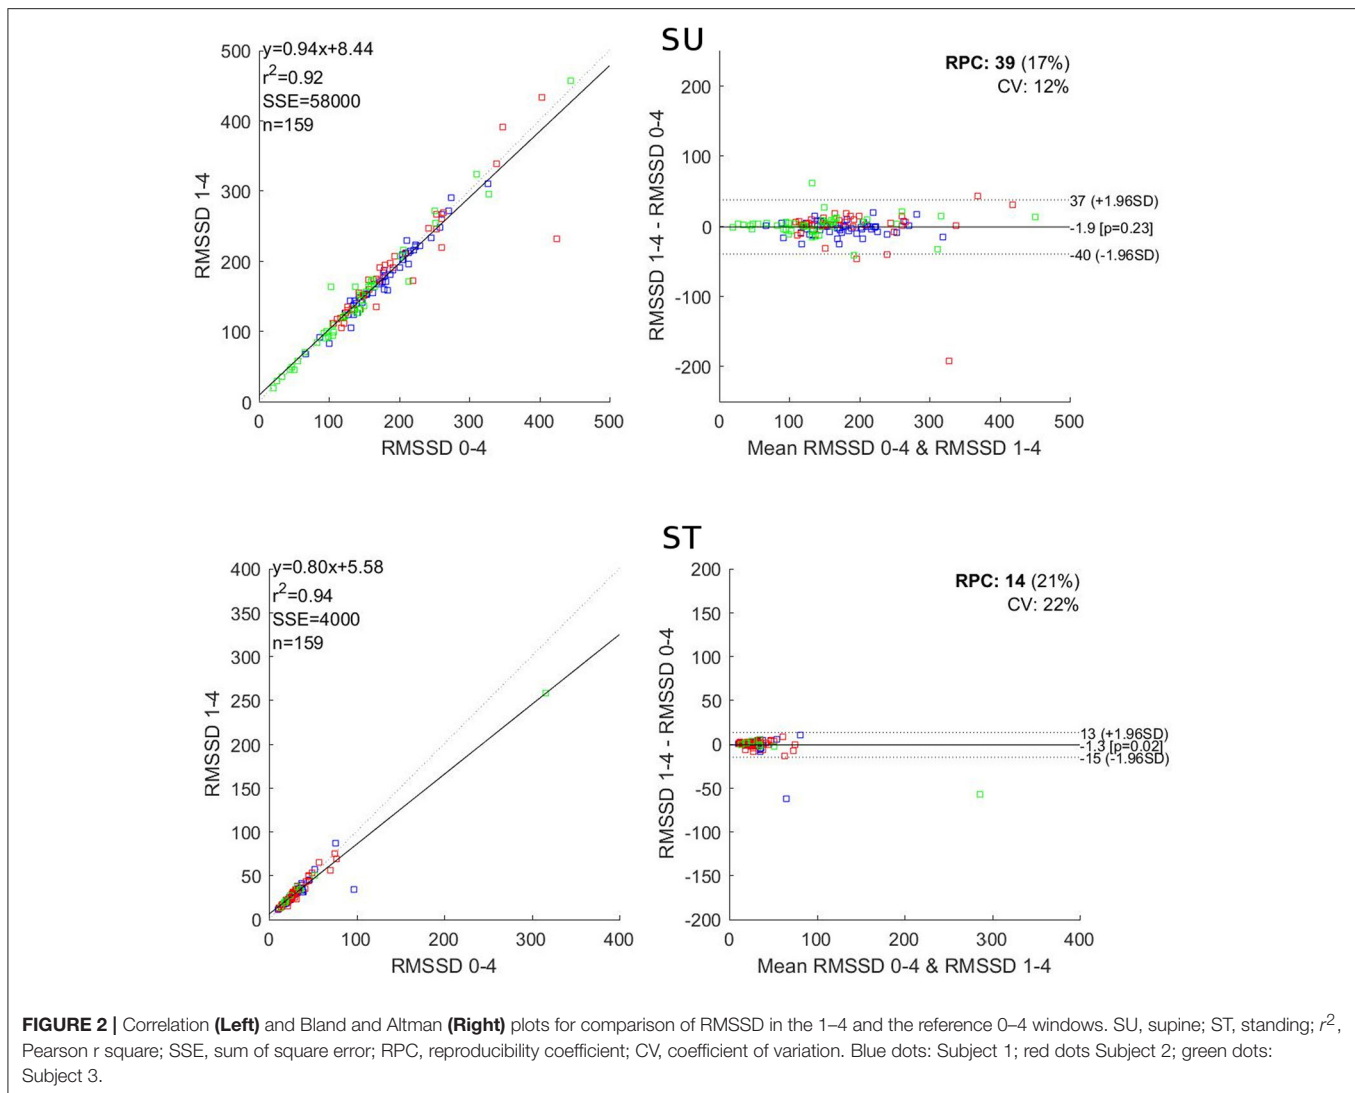 SU
y=0.94x+8.44
r2=0.92
SSE=58000
n=159
500
400
300
200
100
0
RMSSD 1-4
0 100 200 300 400 500
RMSSD 0-4
RPC: 39 (17%)
CV: 12%
200
100
0
-100
-200
RMSSD 1-4 - RMSSD 0-4
37 (+1.96SD)
-1.9 [p=0.23]
-40 (-1.96SD)
0 100 200 300 400 500
Mean RMSSD 0-4 & RMSSD 1-4
ST
y=0.80x+5.58
r2=0.94
SSE=4000
n=159
400
350
300
250
200
150
100
50
0
RMSSD 1-4
0 100 200 300 400
RMSSD 0-4
RPC: 14 (21%)
CV: 22%
200
150
100
50
0
-50
-100
-150
-200
RMSSD 1-4 - RMSSD 0-4
13 (+1.96SD)
-1.3 [p=0.02]
-15 (-1.96SD)
0 100 200 300 400
Mean RMSSD 0-4 & RMSSD 1-4
FIGURE 2 | Correlation (Left) and Bland and Altman (Right) plots for comparison of RMSSD in the 1–4 and the reference 0–4 windows. SU, supine; ST, standing; r2,
Pearson r square; SSE, sum of square error; RPC, reproducibility coefficient; CV, coefficient of variation. Blue dots: Subject 1; red dots Subject 2; green dots:
Subject 3.